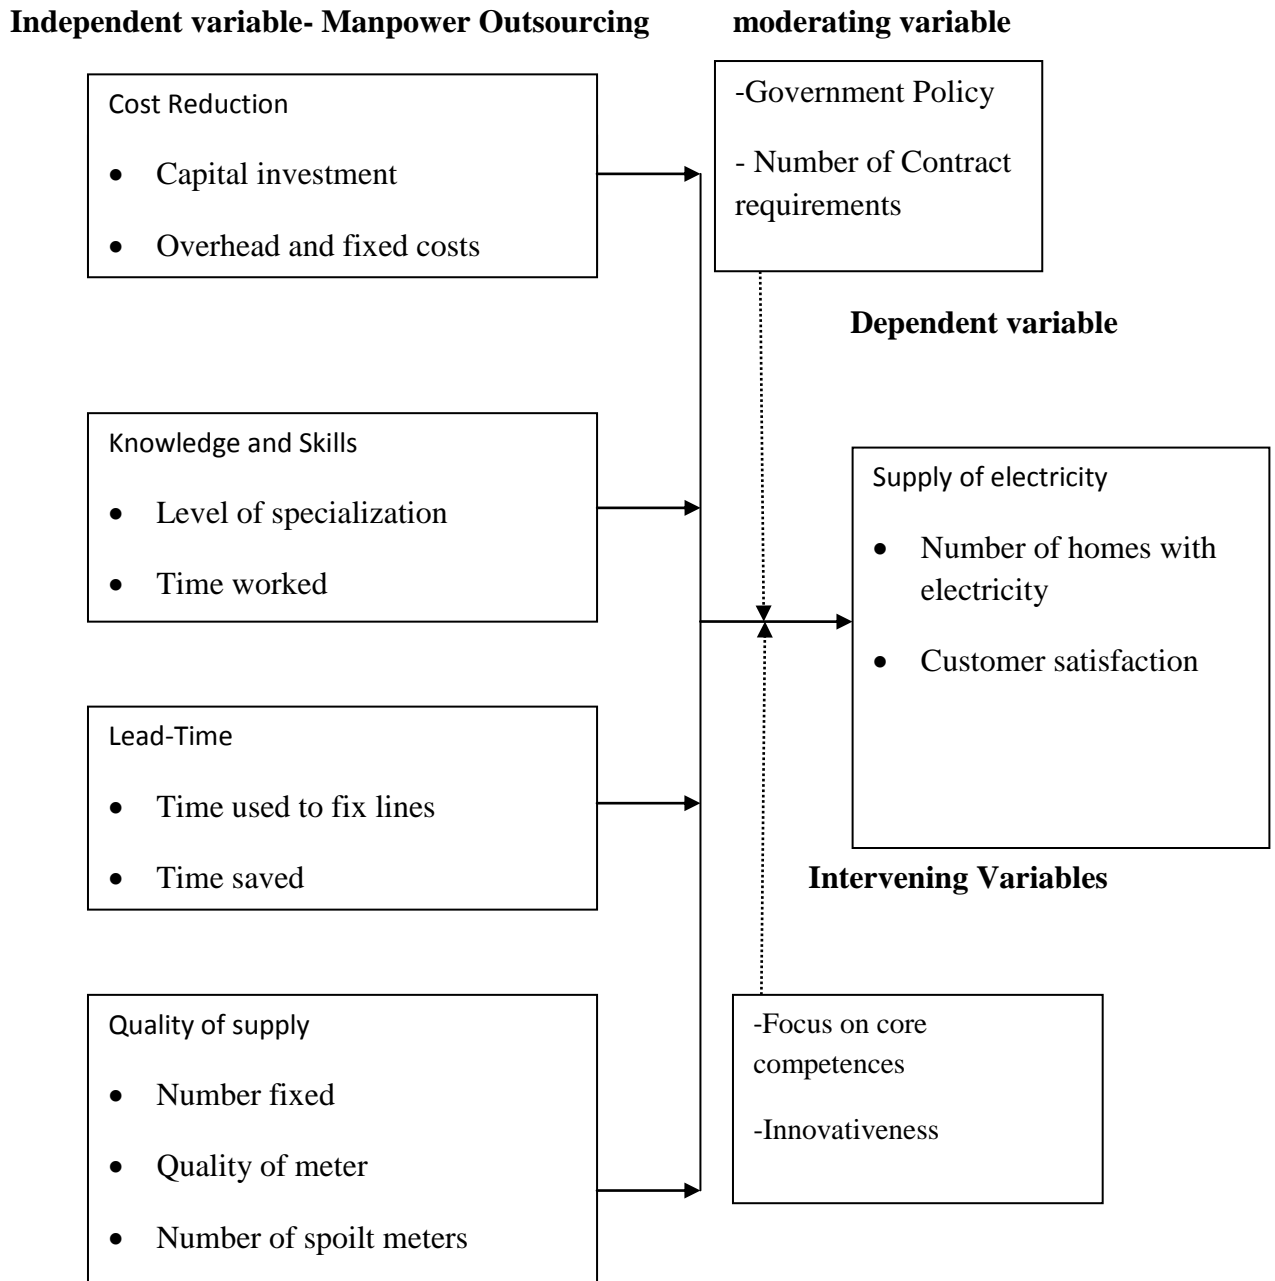 Independent variable- Manpower Outsourcing
moderating variable
Cost Reduction
• Capital investment
• Overhead and fixed costs
-Government Policy
- Number of Contract
requirements
Dependent variable
Knowledge and Skills
• Level of specialization
• Time worked
Supply of electricity
• Number of homes with
electricity
• Customer satisfaction
Lead-Time
• Time used to fix lines
• Time saved
Intervening Variables
Quality of supply
• Number fixed
• Quality of meter
• Number of spoilt meters
-Focus on core
competences
-Innovativeness